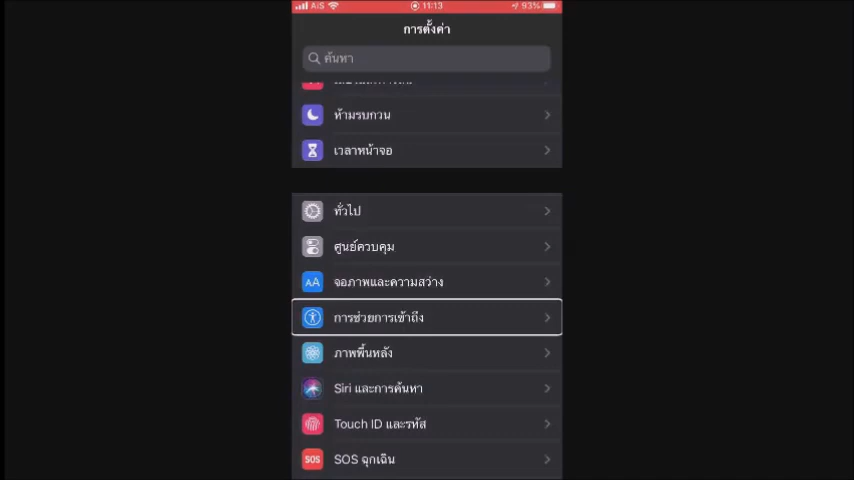 AIS
11:13
93%
การตั้งค่า
ค้นหา
ห้ามรบกวน
เวลาหน้าจอ
ทั่วไป
ศูนย์ควบคุม
AA จอภาพและความสว่าง
การช่วยการเข้าถึง
ภาพพื้นหลัง
Siri และการค้นหา
Touch ID และรหัส
SOS SOS ฉุกเฉิน